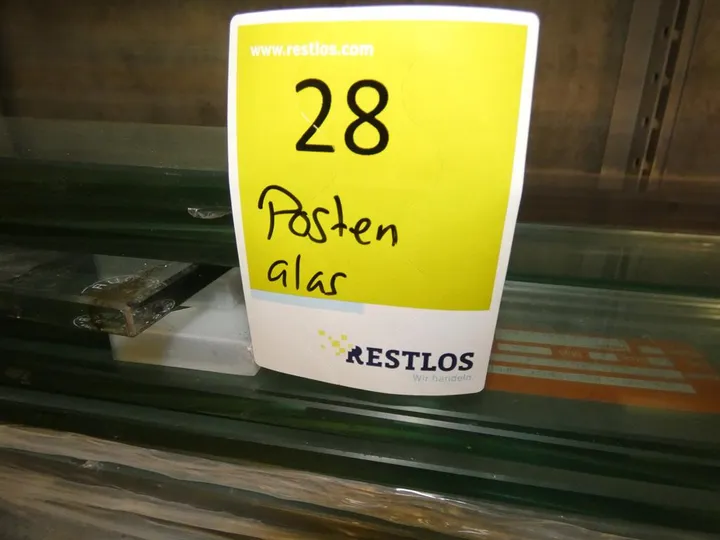 www.restlos.com
28
Posten
Glas
RESTLOS
Wir handeln.